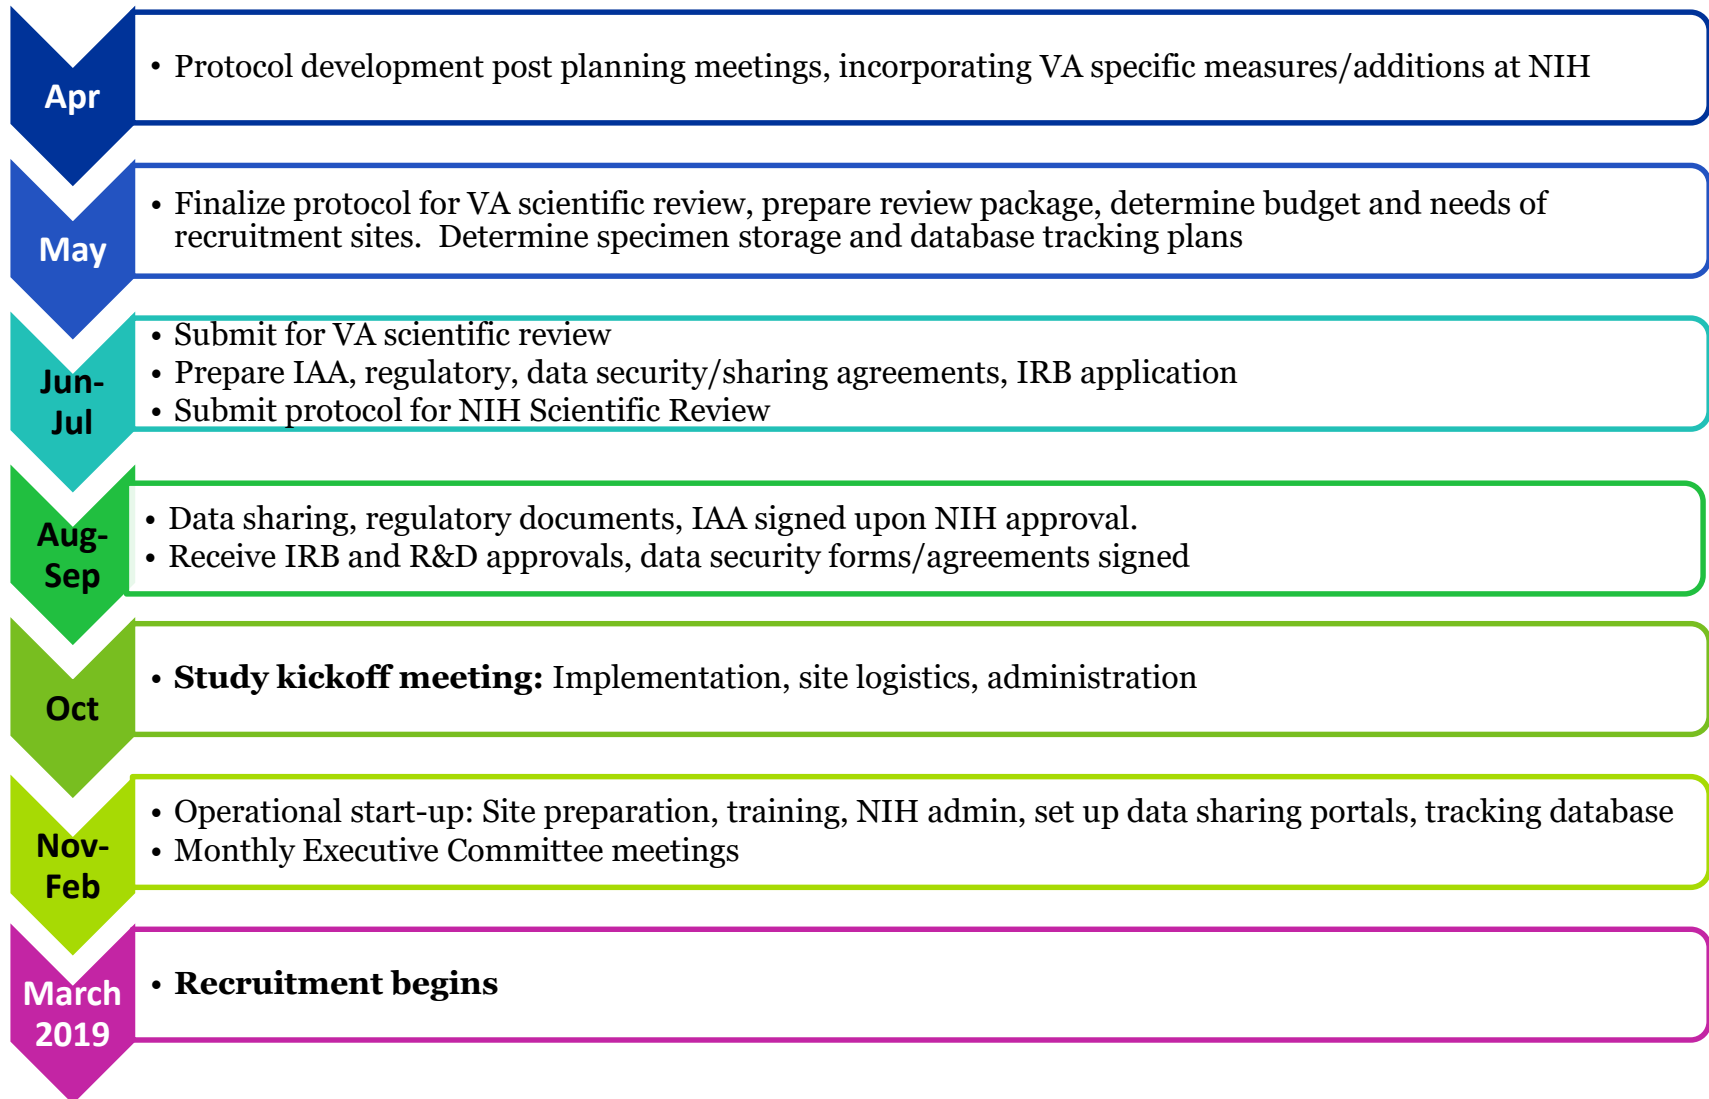 Apr
• Protocol development post planning meetings, incorporating VA specific measures/additions at NIH
May
• Finalize protocol for VA scientific review, prepare review package, determine budget and needs of
recruitment sites.  Determine specimen storage and database tracking plans
Jun-
Jul
• Submit for VA scientific review
• Prepare IAA, regulatory, data security/sharing agreements, IRB application
• Submit protocol for NIH Scientific Review
Aug-
Sep
• Data sharing, regulatory documents, IAA signed upon NIH approval.
• Receive IRB and R&D approvals, data security forms/agreements signed
Oct
• Study kickoff meeting: Implementation, site logistics, administration
Nov-
Feb
• Operational start-up: Site preparation, training, NIH admin, set up data sharing portals, tracking database
• Monthly Executive Committee meetings
March
2019
• Recruitment begins